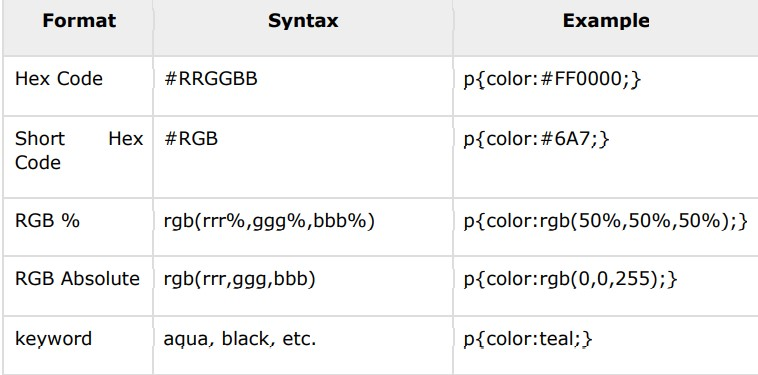 Format Syntax Example
Hex Code #RRGGBB p{color:#FF0000;}
Short Hex Code #RGB p{color:#6A7;}
RGB % rgb(rrr%,ggg%,bbb%) p{color:rgb(50%,50%,50%);}
RGB Absolute rgb(rrr,ggg,bbb) p{color:rgb(0,0,255);}
keyword aqua, black, etc. p{color:teal;}